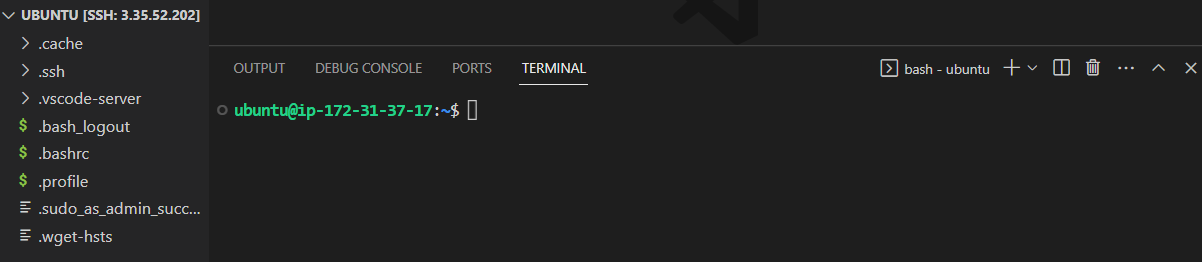 UBUNTU [SSH: 3.35.52.202]
.cache
.ssh
.vscode-server
.bash_logout
.bashrc
.profile
.sudo_as_admin_succ...
.wget-hsts
OUTPUT DEBUG CONSOLE PORTS TERMINAL bash - ubuntu
ubuntu@ip-172-31-37-17:~$